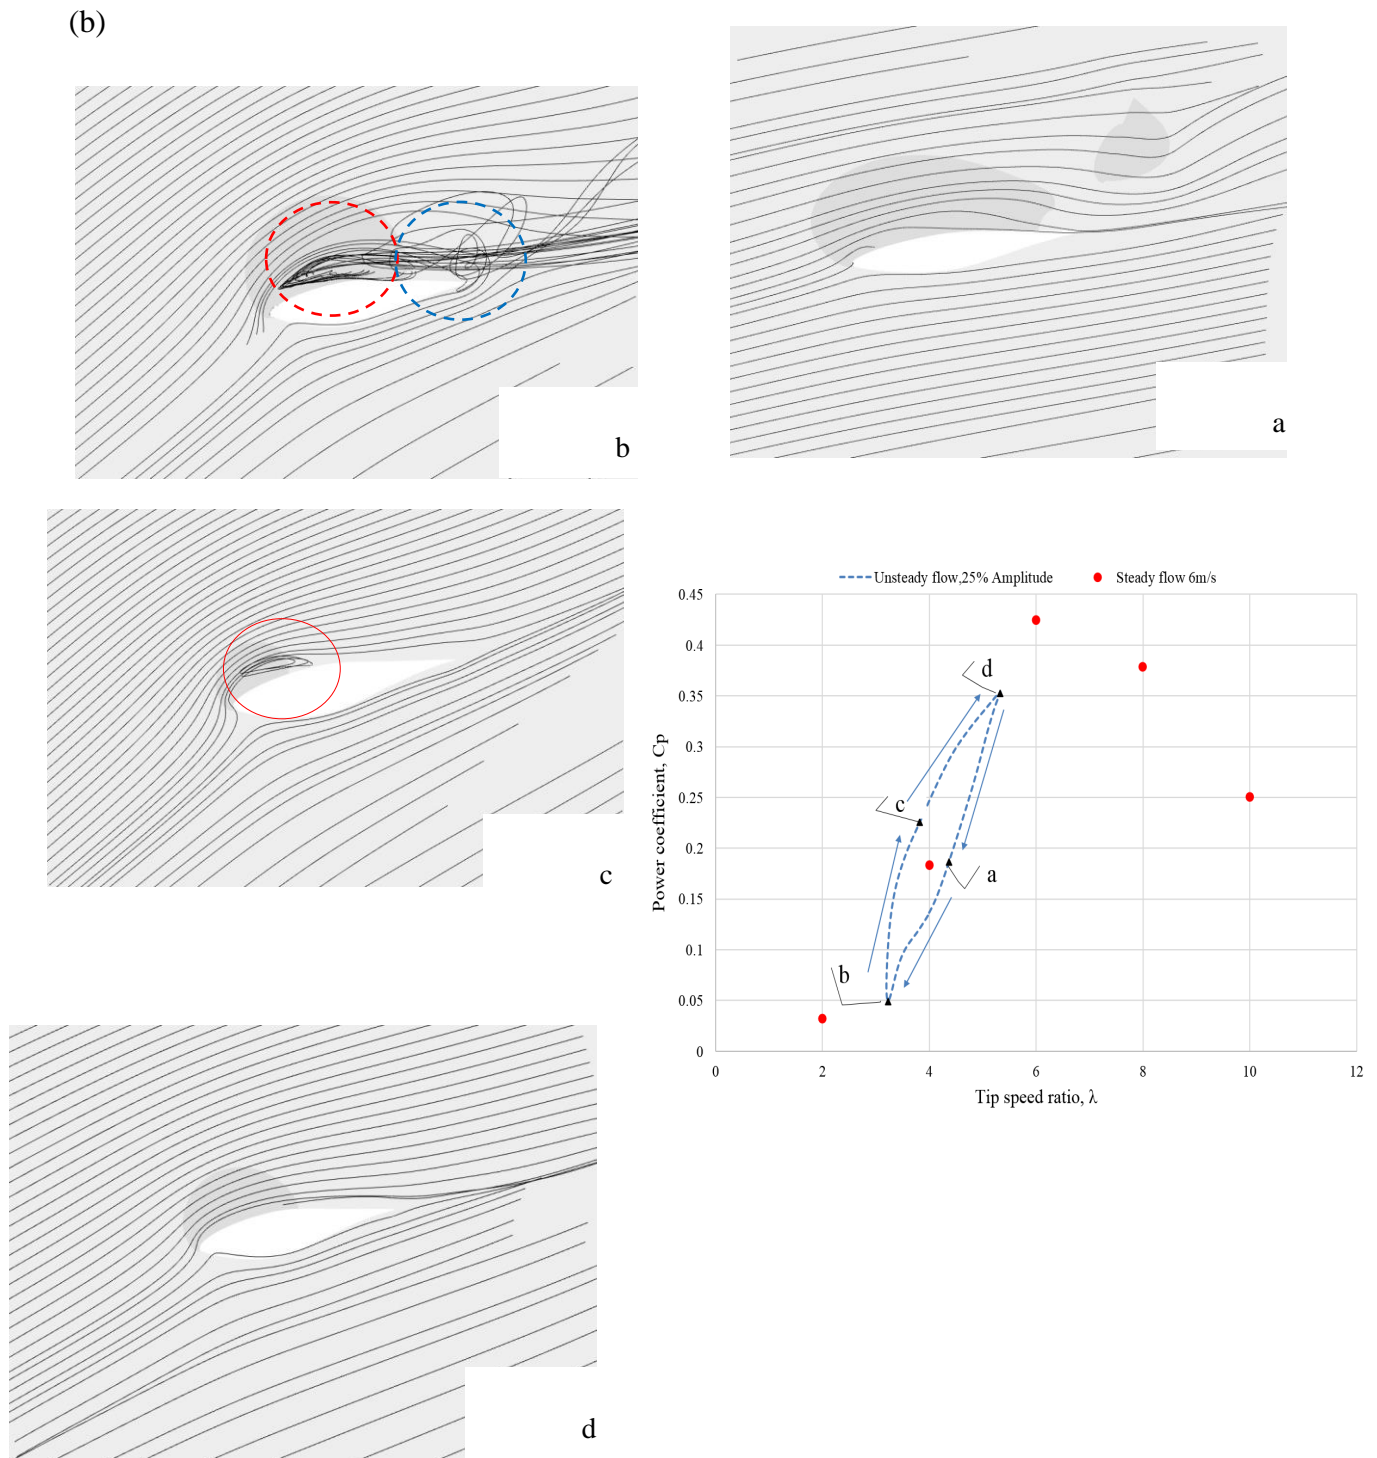 (b)
b
a
c
Unsteady flow,25% Amplitude
Steady flow 6m/s
0.45
0.4
0.35
0.3
0.25
0.2
0.15
0.1
0.05
0
Power coefficient, Cp
d
c
a
b
0 2 4 6 8 10 12
Tip speed ratio, λ
d